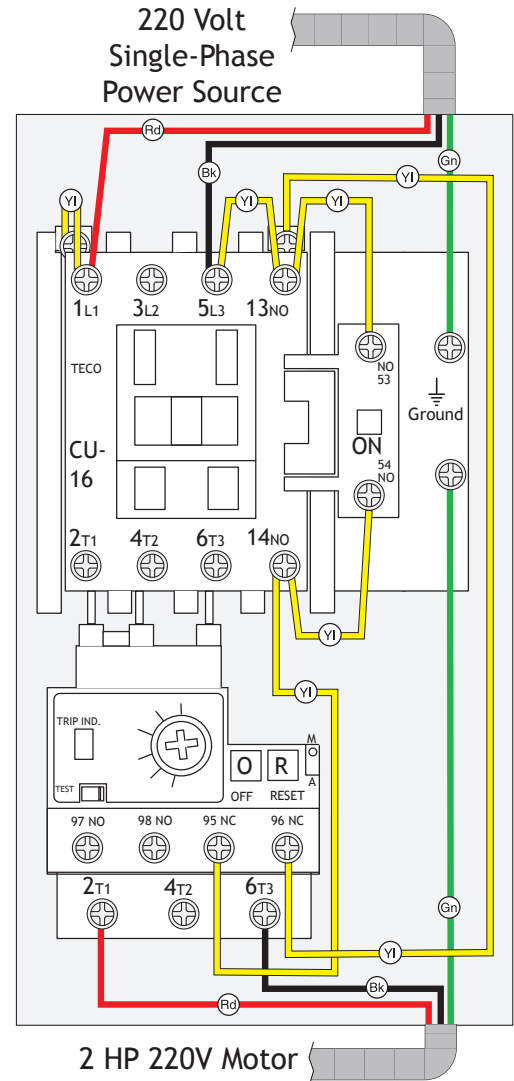 220 Volt
Single-Phase
Power Source
Rd
Bk
Gn
Yl
Yl
Yl
Yl
1L1 3L2 5L3 13NO
TECO
NO
53
Ground
CU-
16
ON
54
NO
2T1 4T2 6T3 14NO
Yl
Yl
TRIP IND.
M
O R
A
TEST
OFF RESET
97 NO 98 NO 95 NC 96 NC
2T1 4T2 6T3
Gn
Yl
Bk
Rd
2 HP 220V Motor